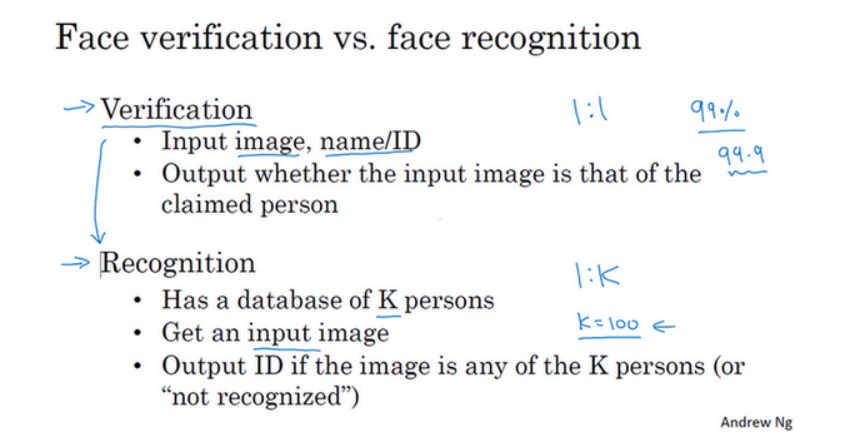 Face verification vs. face recognition
→ Verification 1:1 99%
• Input image, name/ID 99.9
• Output whether the input image is that of the
claimed person
→ Recognition 1:K
• Has a database of K persons
• Get an input image K=100 ←
• Output ID if the image is any of the K persons (or
“not recognized”)
Andrew Ng